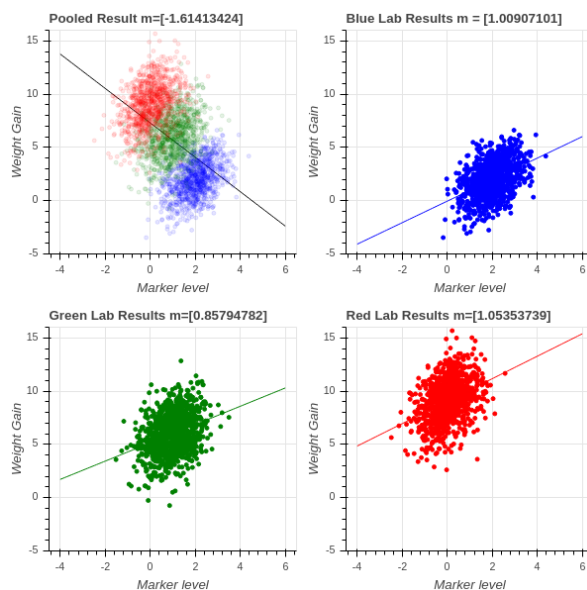 Pooled Result m=[-1.61413424]
15
10
5
0
-5
Weight Gain
-4 -2 0 2 4 6
Marker level
Blue Lab Results m = [1.00907101]
15
10
5
0
-5
Weight Gain
-4 -2 0 2 4 6
Marker level
Green Lab Results m=[0.85794782]
15
10
5
0
-5
Weight Gain
-4 -2 0 2 4 6
Marker level
Red Lab Results m=[1.05353739]
15
10
5
0
-5
Weight Gain
-4 -2 0 2 4 6
Marker level